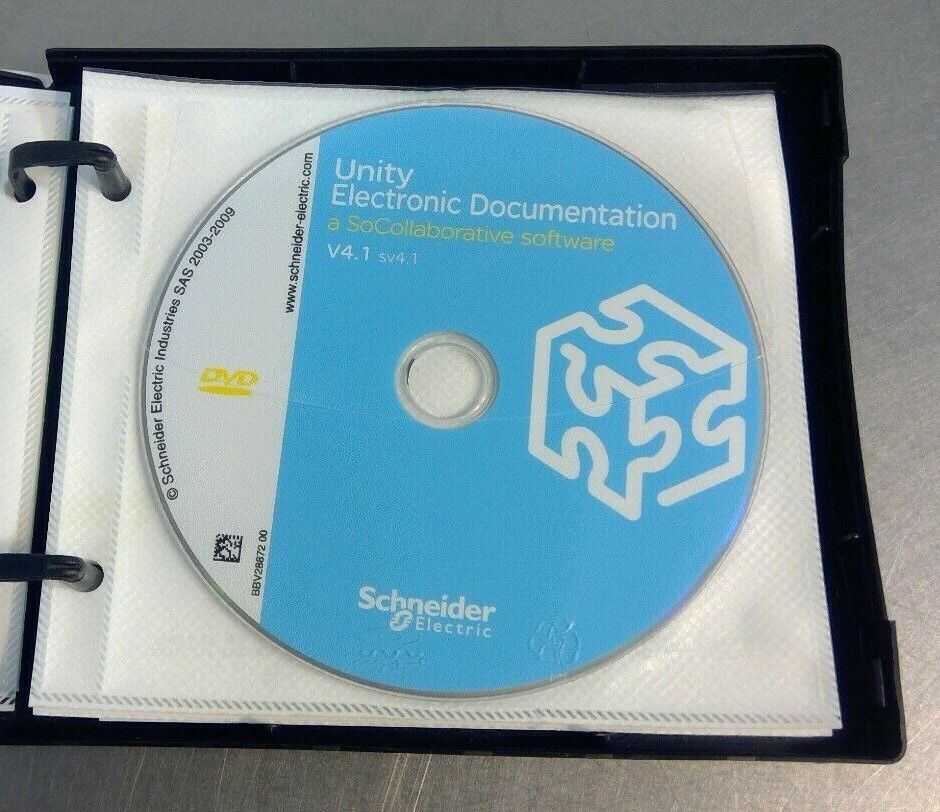 Unity
Electronic Documentation
a SoCollaborative software
v4.1 sv4.1
www.schneider-electric.com
© Schneider Electric Industries SAS 2003-2009
DVD
BBV28872 00
Schneider
Electric